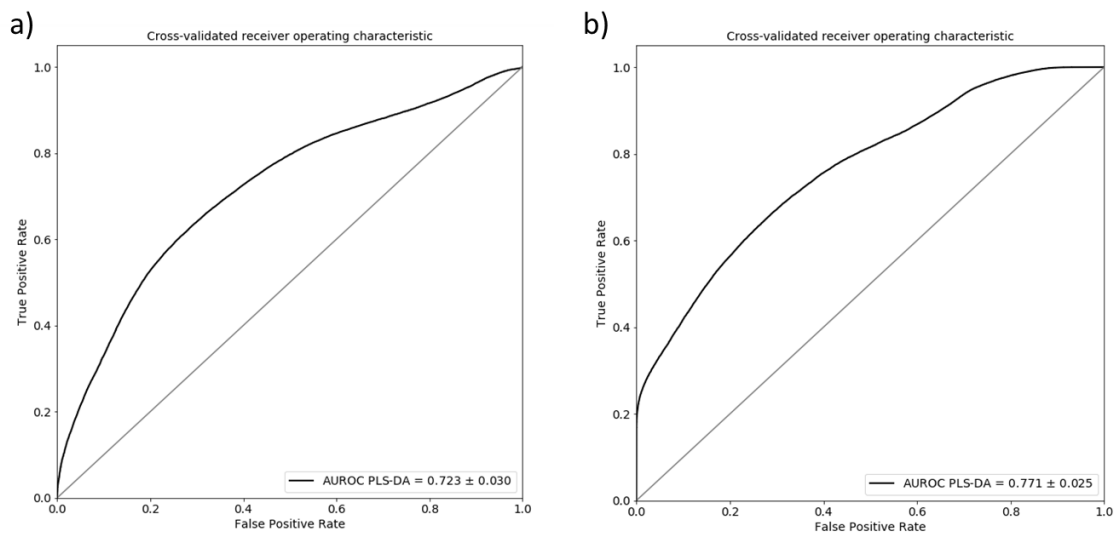 a)
Cross-validated receiver operating characteristic
True Positive Rate
1.0
0.8
0.6
0.4
0.2
0.0
0.0 0.2 0.4 0.6 0.8 1.0
False Positive Rate
AUROC PLS-DA = 0.723 ± 0.030
b)
Cross-validated receiver operating characteristic
True Positive Rate
1.0
0.8
0.6
0.4
0.2
0.0
0.0 0.2 0.4 0.6 0.8 1.0
False Positive Rate
AUROC PLS-DA = 0.771 ± 0.025